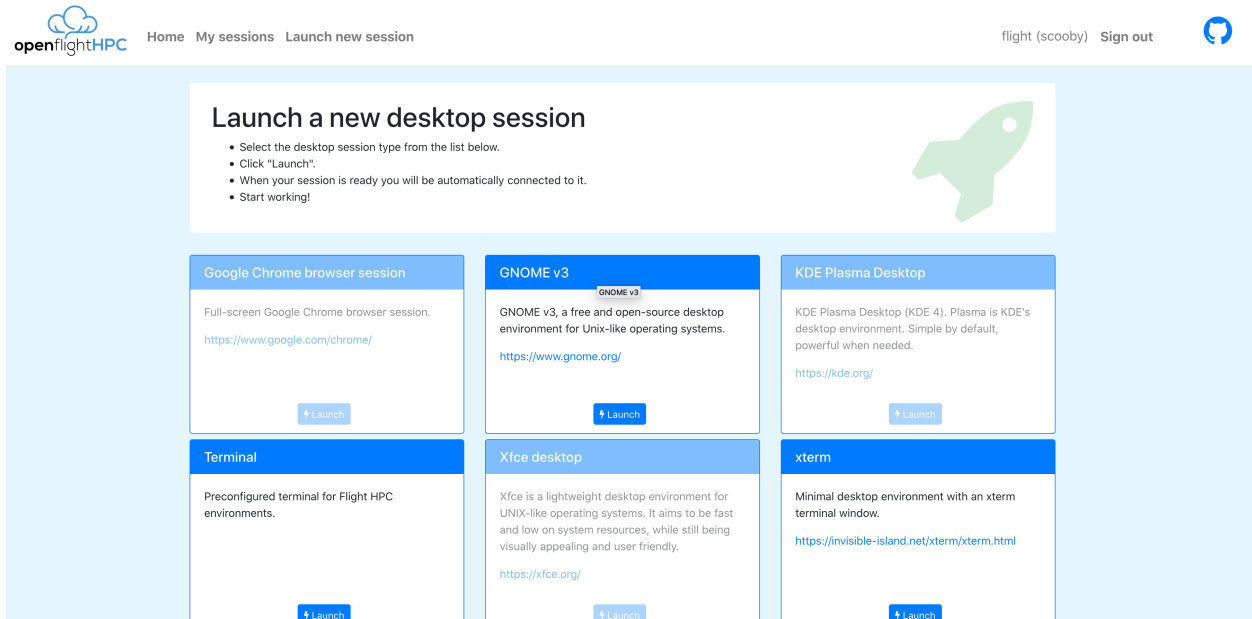 openflightHPC
Home My sessions Launch new session
flight (scooby) Sign out
Launch a new desktop session
Select the desktop session type from the list below.
Click "Launch".
When your session is ready you will be automatically connected to it.
Start working!
Google Chrome browser session
Full-screen Google Chrome browser session.
https://www.google.com/chrome/
Launch
GNOME v3
GNOME v3
GNOME v3, a free and open-source desktop
environment for Unix-like operating systems.
https://www.gnome.org/
Launch
KDE Plasma Desktop
KDE Plasma Desktop (KDE 4). Plasma is KDE's
desktop environment. Simple by default,
powerful when needed.
https://kde.org/
Launch
Terminal
Preconfigured terminal for Flight HPC
environments.
Launch
Xfce desktop
Xfce is a lightweight desktop environment for
UNIX-like operating systems. It aims to be fast
and low on system resources, while still being
visually appealing and user friendly.
https://xfce.org/
Launch
xterm
Minimal desktop environment with an xterm
terminal window.
https://invisible-island.net/xterm/xterm.html
Launch